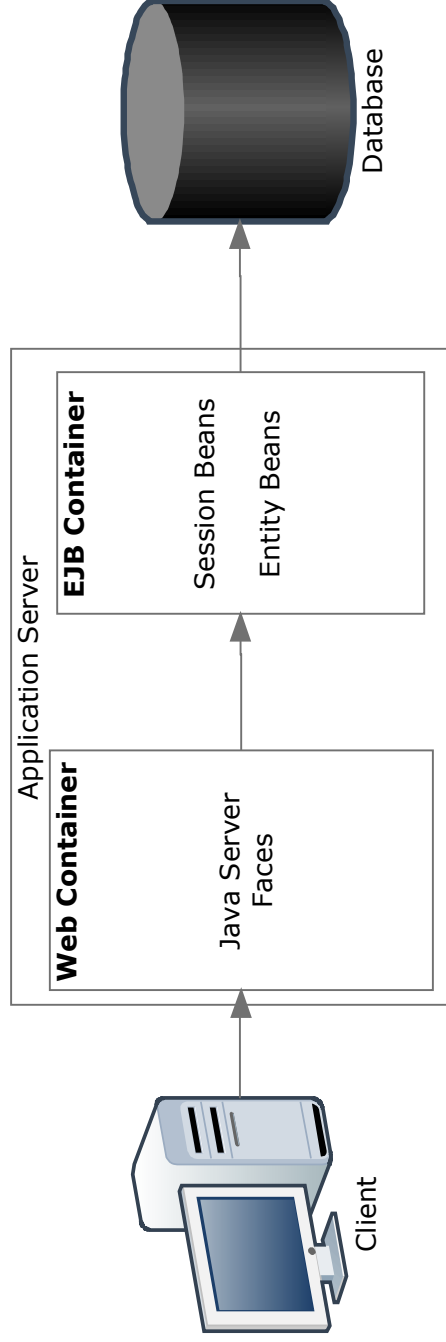 Application Server
Web Container
Java Server
Faces
EJB Container
Session Beans
Entity Beans
Client
Database